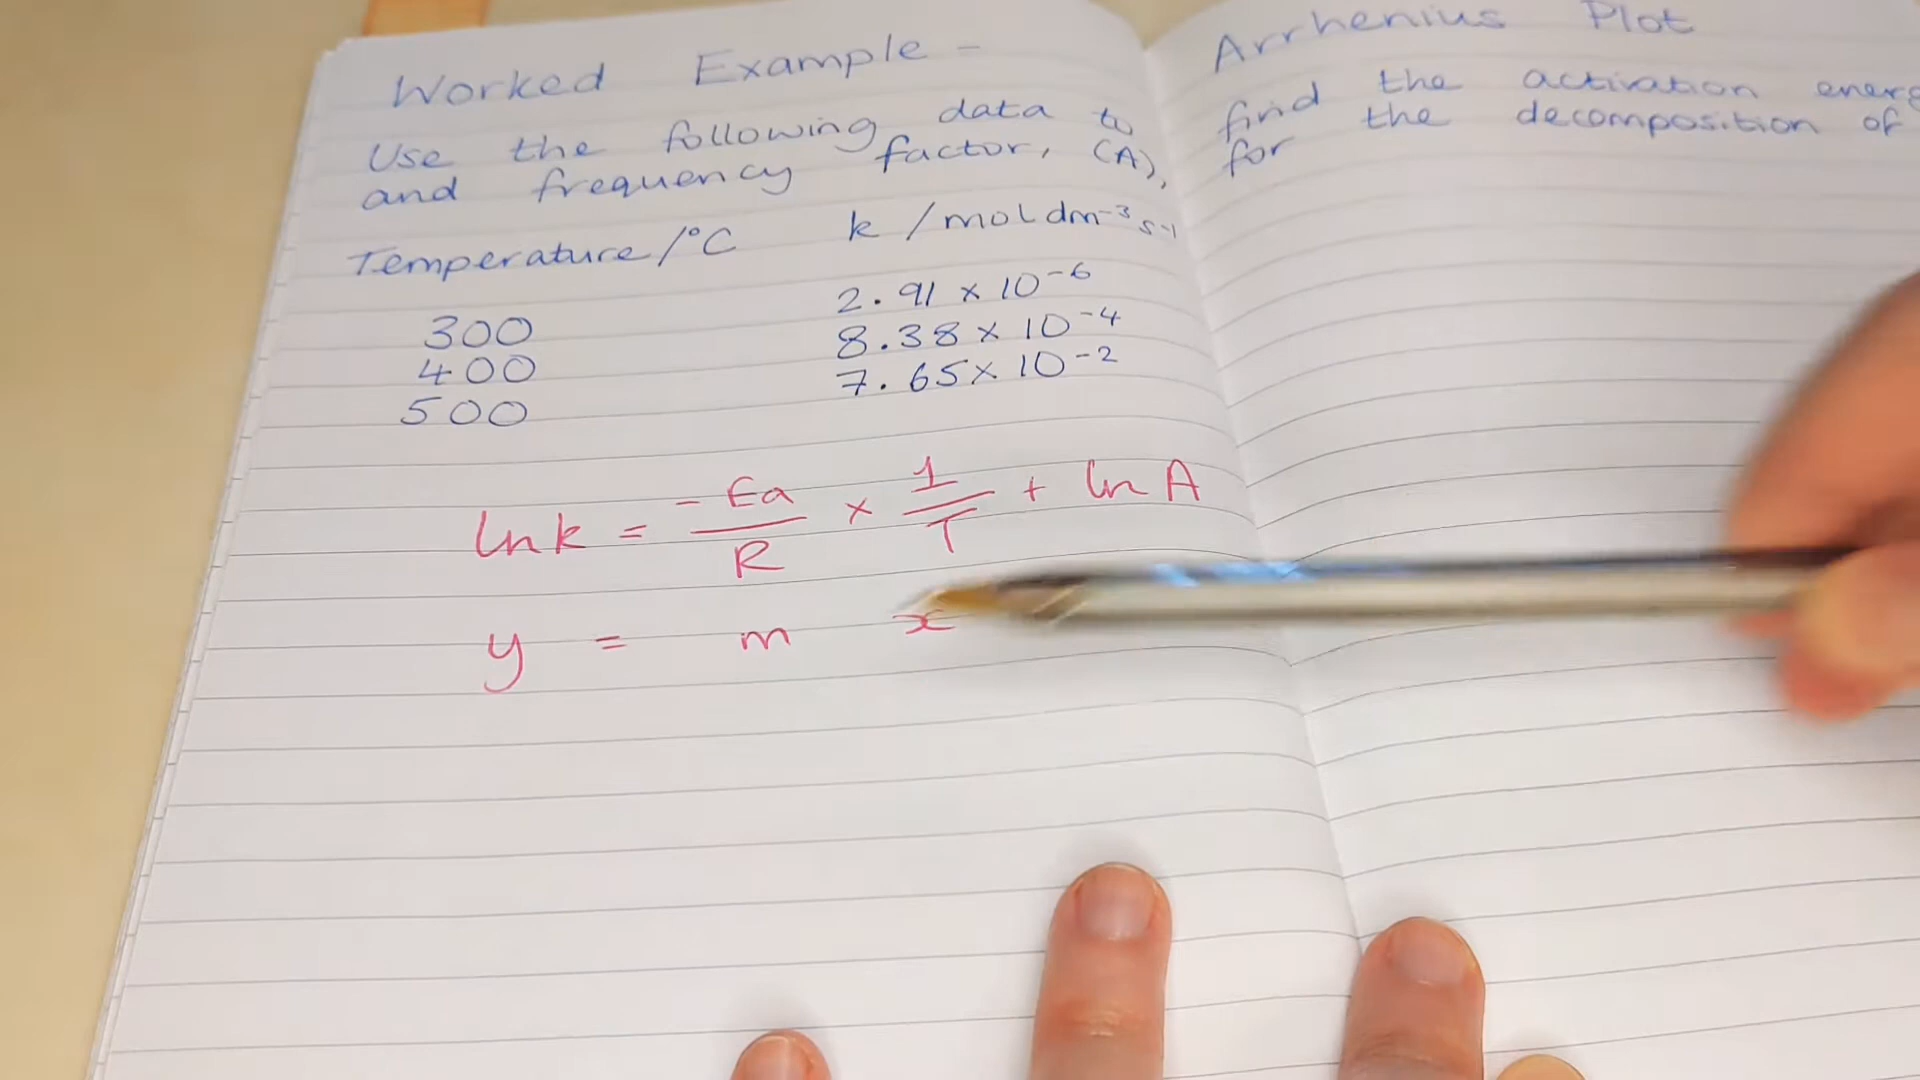 Worked Example - Arrhenius Plot
Use the following data to find the activation
and frequency factor, (A), for the decomposition of
Temperature/°C k /mol dm⁻³ s⁻¹
300 2.91 × 10⁻⁶
400 8.38 × 10⁻⁴
500 7.65 × 10⁻²
ln k = -Ea/R × 1/T + ln A
y = m x